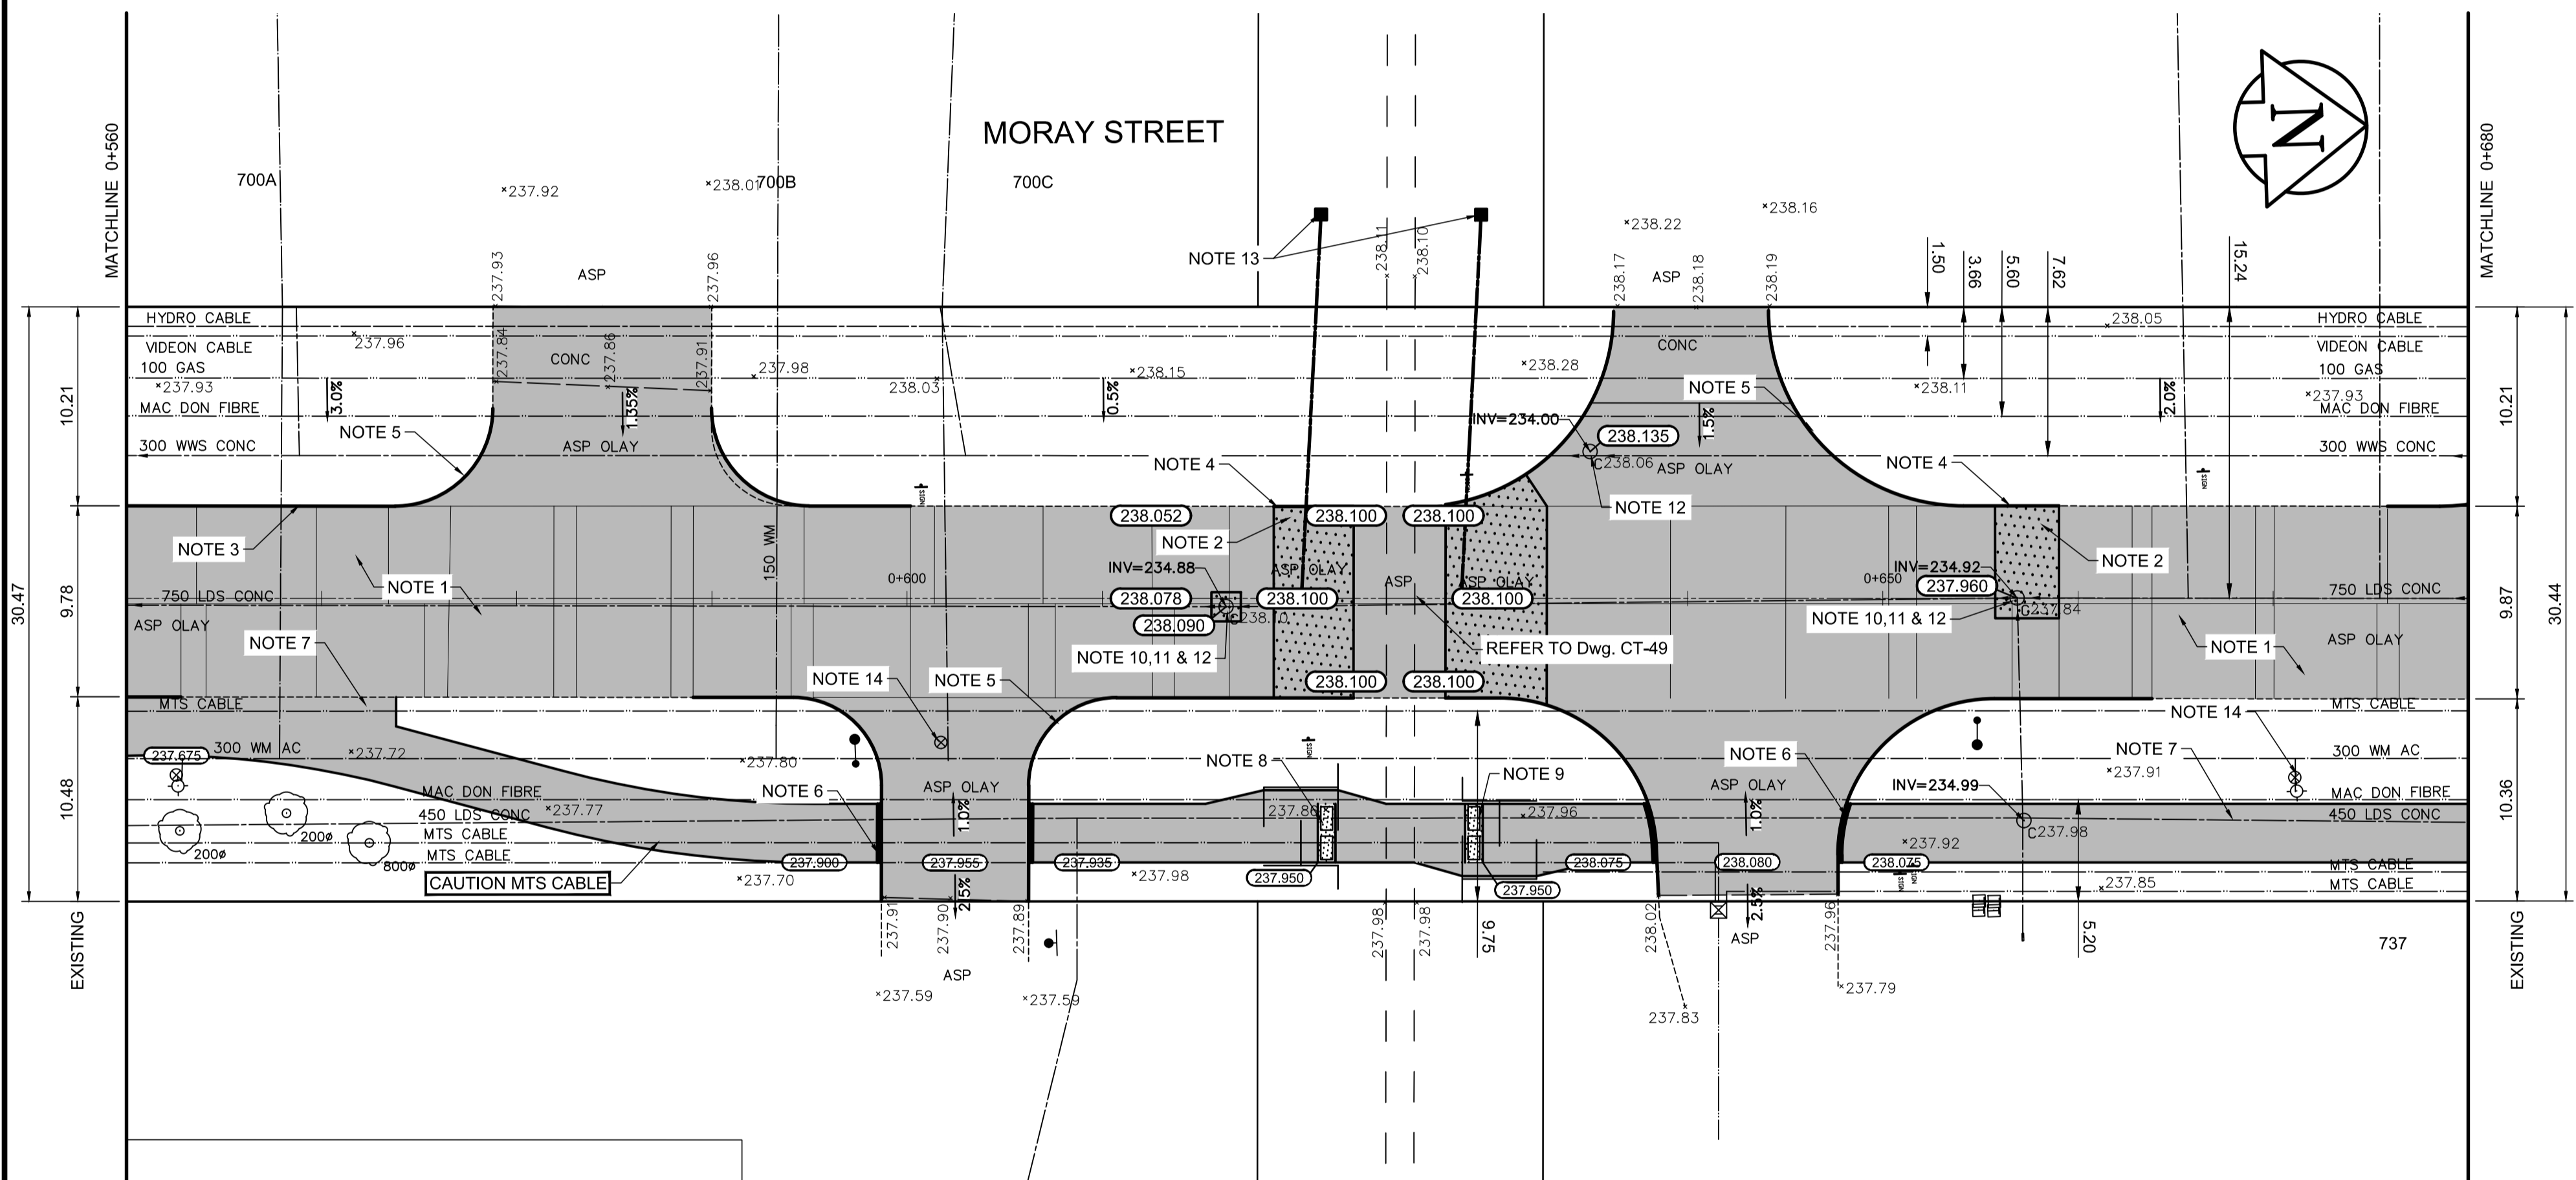 MORAY STREET
N
MATCHLINE 0+560
MATCHLINE 0+680
700A
700B
700C
237.92
238.01
238.22
238.16
NOTE 13
238.11
238.10
237.93
ASP
237.96
238.17
ASP
238.18
238.19
1.50
3.66
5.60
7.62
15.24
HYDRO CABLE
VIDEON CABLE
100 GAS
MAC DON FIBRE
300 WWS CONC
237.96
237.93
3.0%
NOTE 5
237.84
CONC
237.86
237.91
1.35%
ASP OLAY
237.98
238.03
238.15
0.5%
238.28
CONC
NOTE 5
INV=234.00
238.135
1.5%
C238.06
ASP OLAY
NOTE 12
238.05
238.11
2.0%
237.93
HYDRO CABLE
VIDEON CABLE
100 GAS
MAC DON FIBRE
300 WWS CONC
NOTE 4
NOTE 4
SIGN
SIGN
30.47
10.21
9.78
10.48
EXISTING
10.21
9.87
10.36
30.44
EXISTING
NOTE 3
NOTE 1
750 LDS CONC
ASP OLAY
NOTE 7
150 WM
0+600
238.052
238.100
238.100
NOTE 2
INV=234.88
ASP OLAY
ASP
ASP OLAY
238.078
238.100
238.100
238.090
238.10
NOTE 10,11 & 12
REFER TO Dwg. CT-49
238.100
238.100
NOTE 2
INV=234.92
0+650
237.960
G237.84
NOTE 10,11 & 12
750 LDS CONC
NOTE 1
ASP OLAY
NOTE 14
NOTE 5
MTS CABLE
237.675
300 WM AC
237.72
237.80
MAC DON FIBRE
237.77
450 LDS CONC
MTS CABLE
MTS CABLE
200ø
200ø
800ø
CAUTION MTS CABLE
NOTE 6
ASP OLAY
1.0%
237.900
237.955
237.935
237.70
237.98
2.5%
237.91
237.90
237.89
ASP
237.59
237.59
NOTE 8
SIGN
237.86
NOTE 9
237.96
237.950
237.950
237.98
237.98
9.75
NOTE 6
ASP OLAY
1.0%
238.075
238.080
238.075
2.5%
ASP
238.02
237.96
237.83
237.79
INV=234.99
C237.98
237.92
SIGN
SIGN
237.85
5.20
MTS CABLE
NOTE 14
NOTE 7
300 WM AC
237.91
MAC DON FIBRE
450 LDS CONC
MTS CABLE
MTS CABLE
737